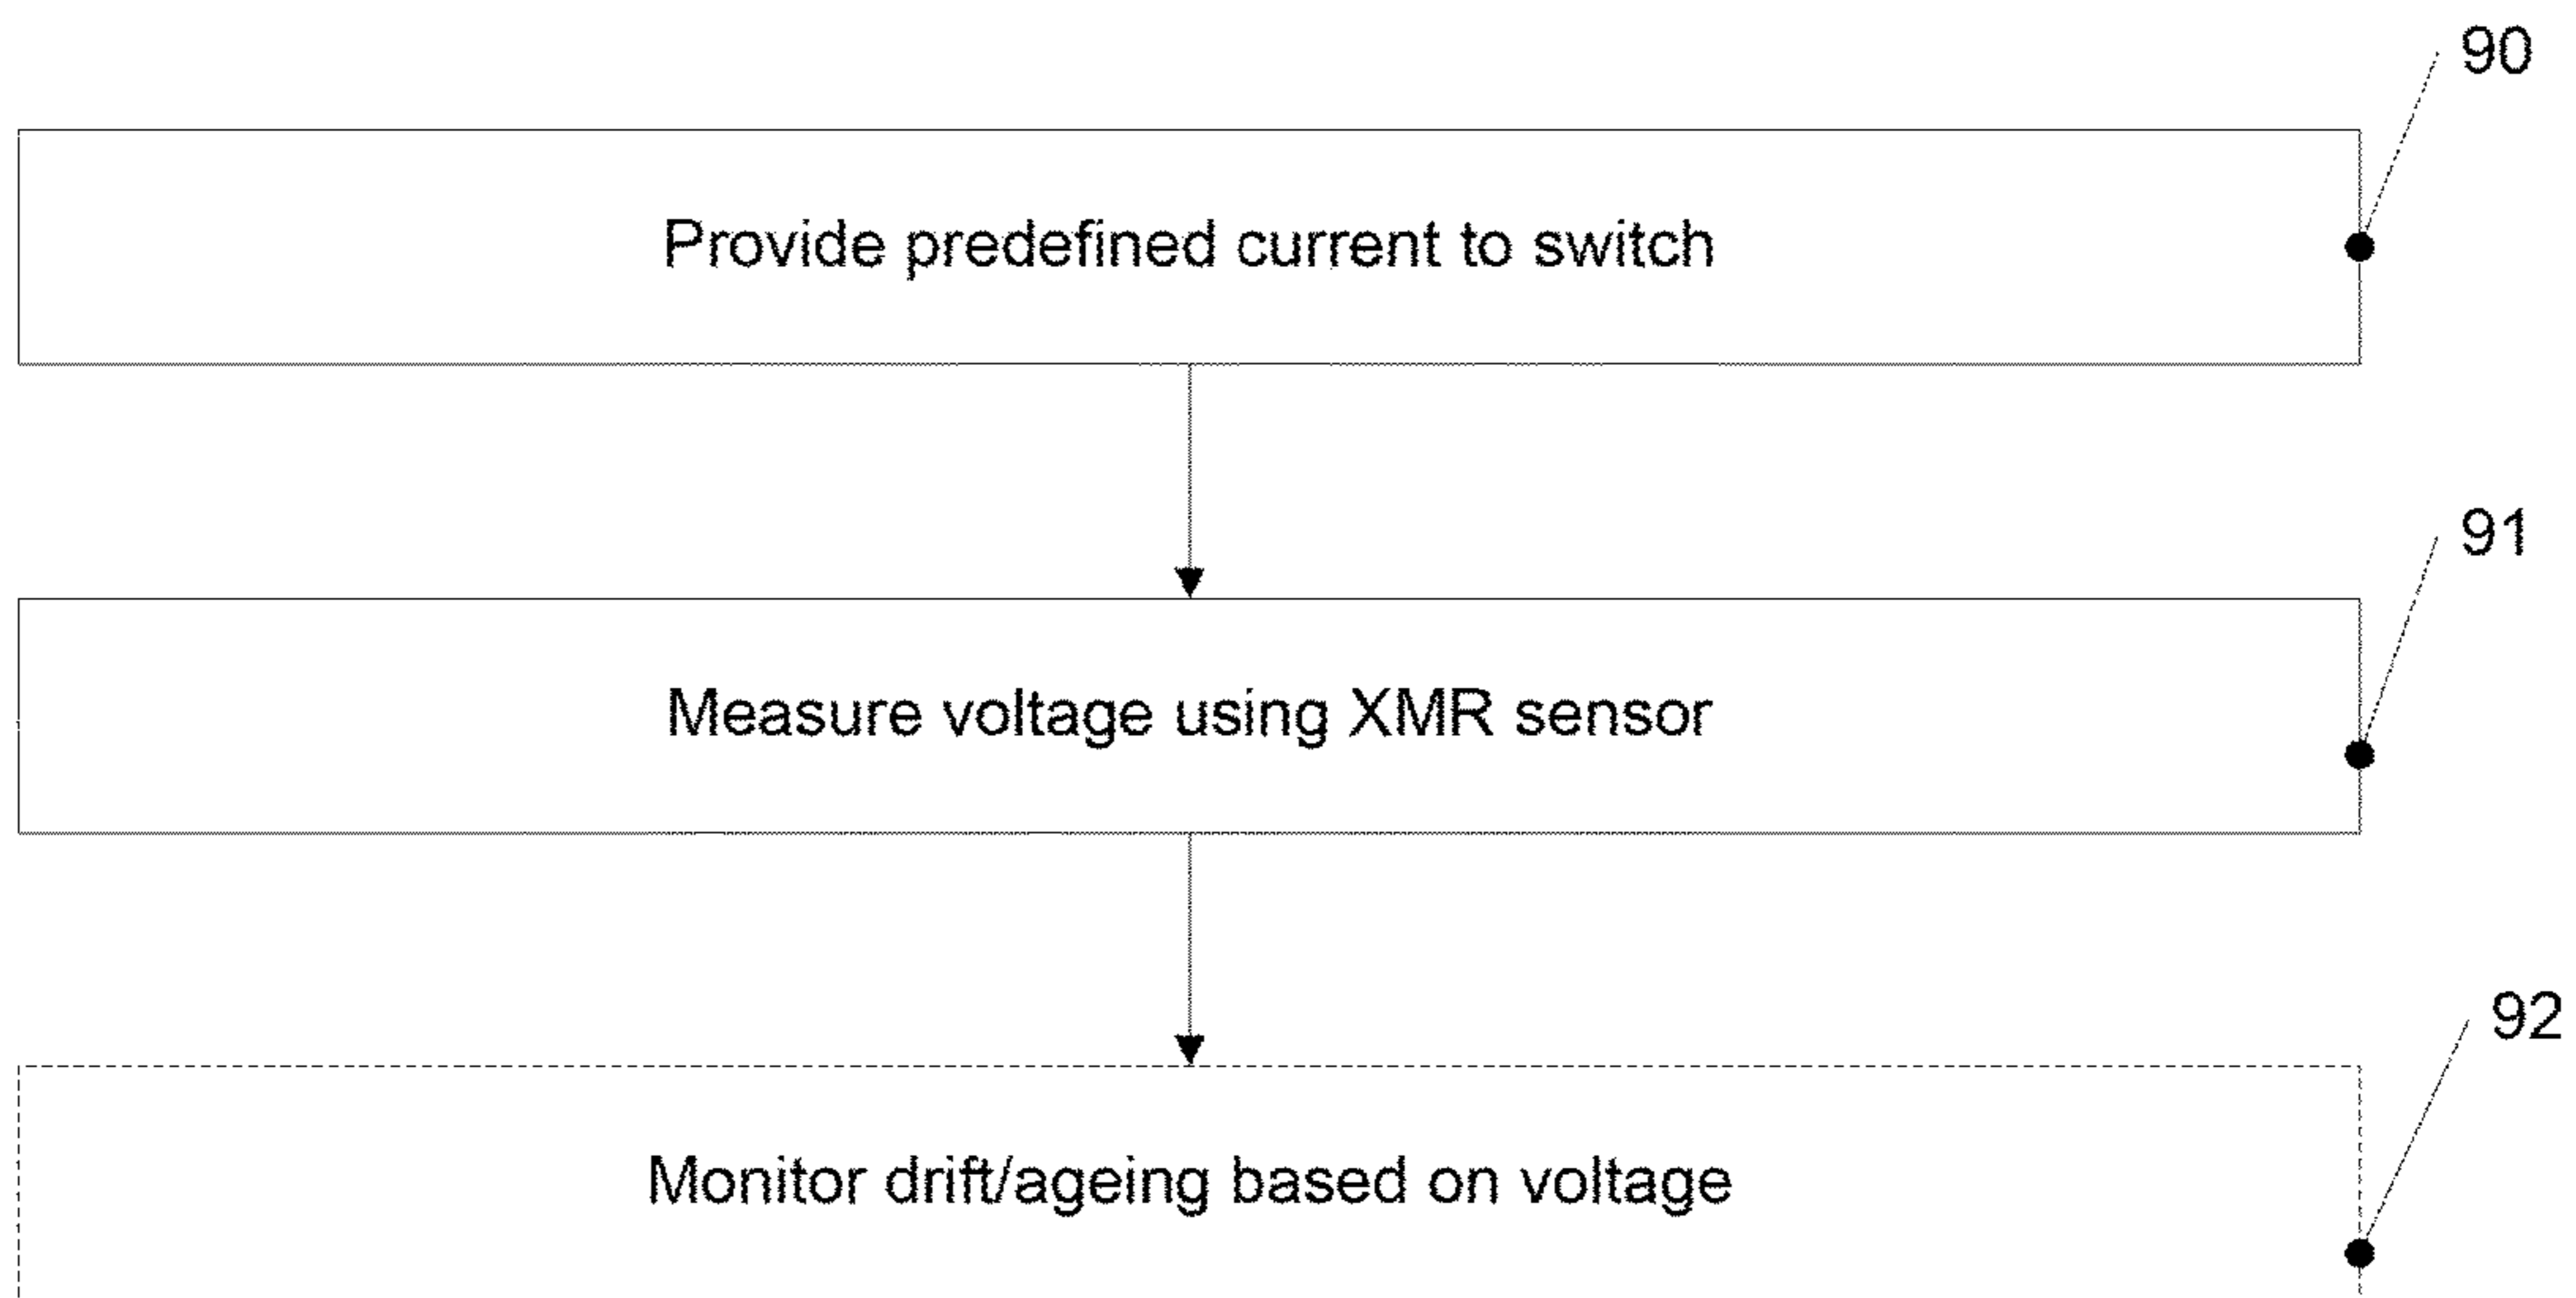 90
Provide predefined current to switch
91
Measure voltage using XMR sensor
92
Monitor drift/ageing based on voltage